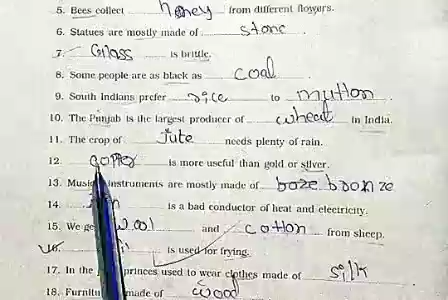 5. Bees collect honey from different flowers.
6. Statues are mostly made of stone.
7. Glass is brittle.
8. Some people are as black as coal.
9. South Indians prefer rice to mutton
10. The Punjab is the largest producer of wheat in India.
11. The crop of jute needs plenty of rain.
12. is more useful than gold or silver.
13. instruments are mostly made of boze bronze
14. is a bad conductor of heat and electricity.
15. We ge wool and cotton from sheep.
16. is used for frying.
17. In the princes used to wear clothes made of silk
18. Furnitu made of wood